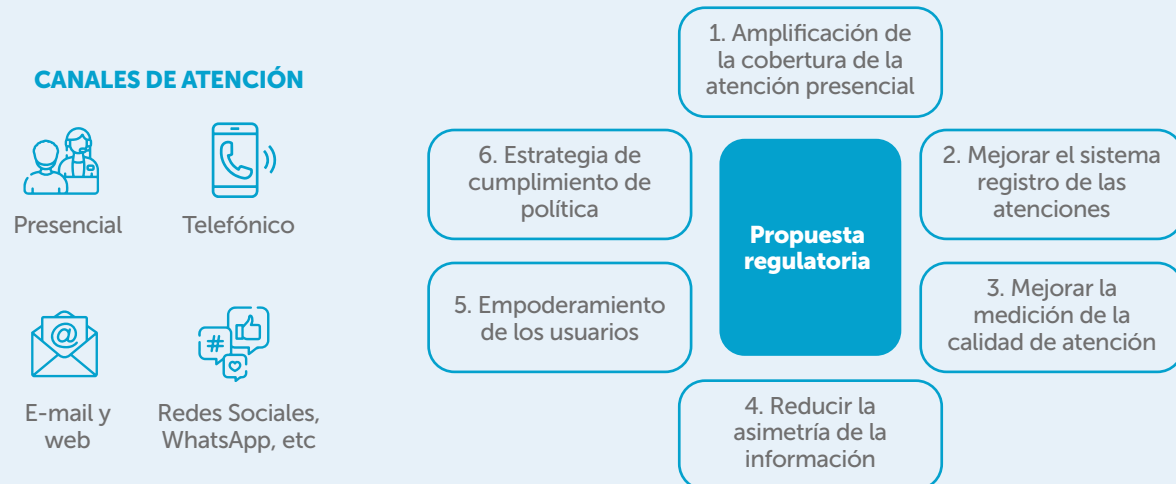 CANALES DE ATENCIÓN
Presencial
Telefónico
@
#
E-mail y
web
Redes Sociales,
WhatsApp, etc
1. Amplificación de
la cobertura de la
atención presencial
2. Mejorar el sistema
registro de las
atenciones
3. Mejorar la
medición de la
calidad de atención
4. Reducir la
asimetría de la
información
5. Empoderamiento
de los usuarios
6. Estrategia de
cumplimiento de
política
Propuesta
regulatoria